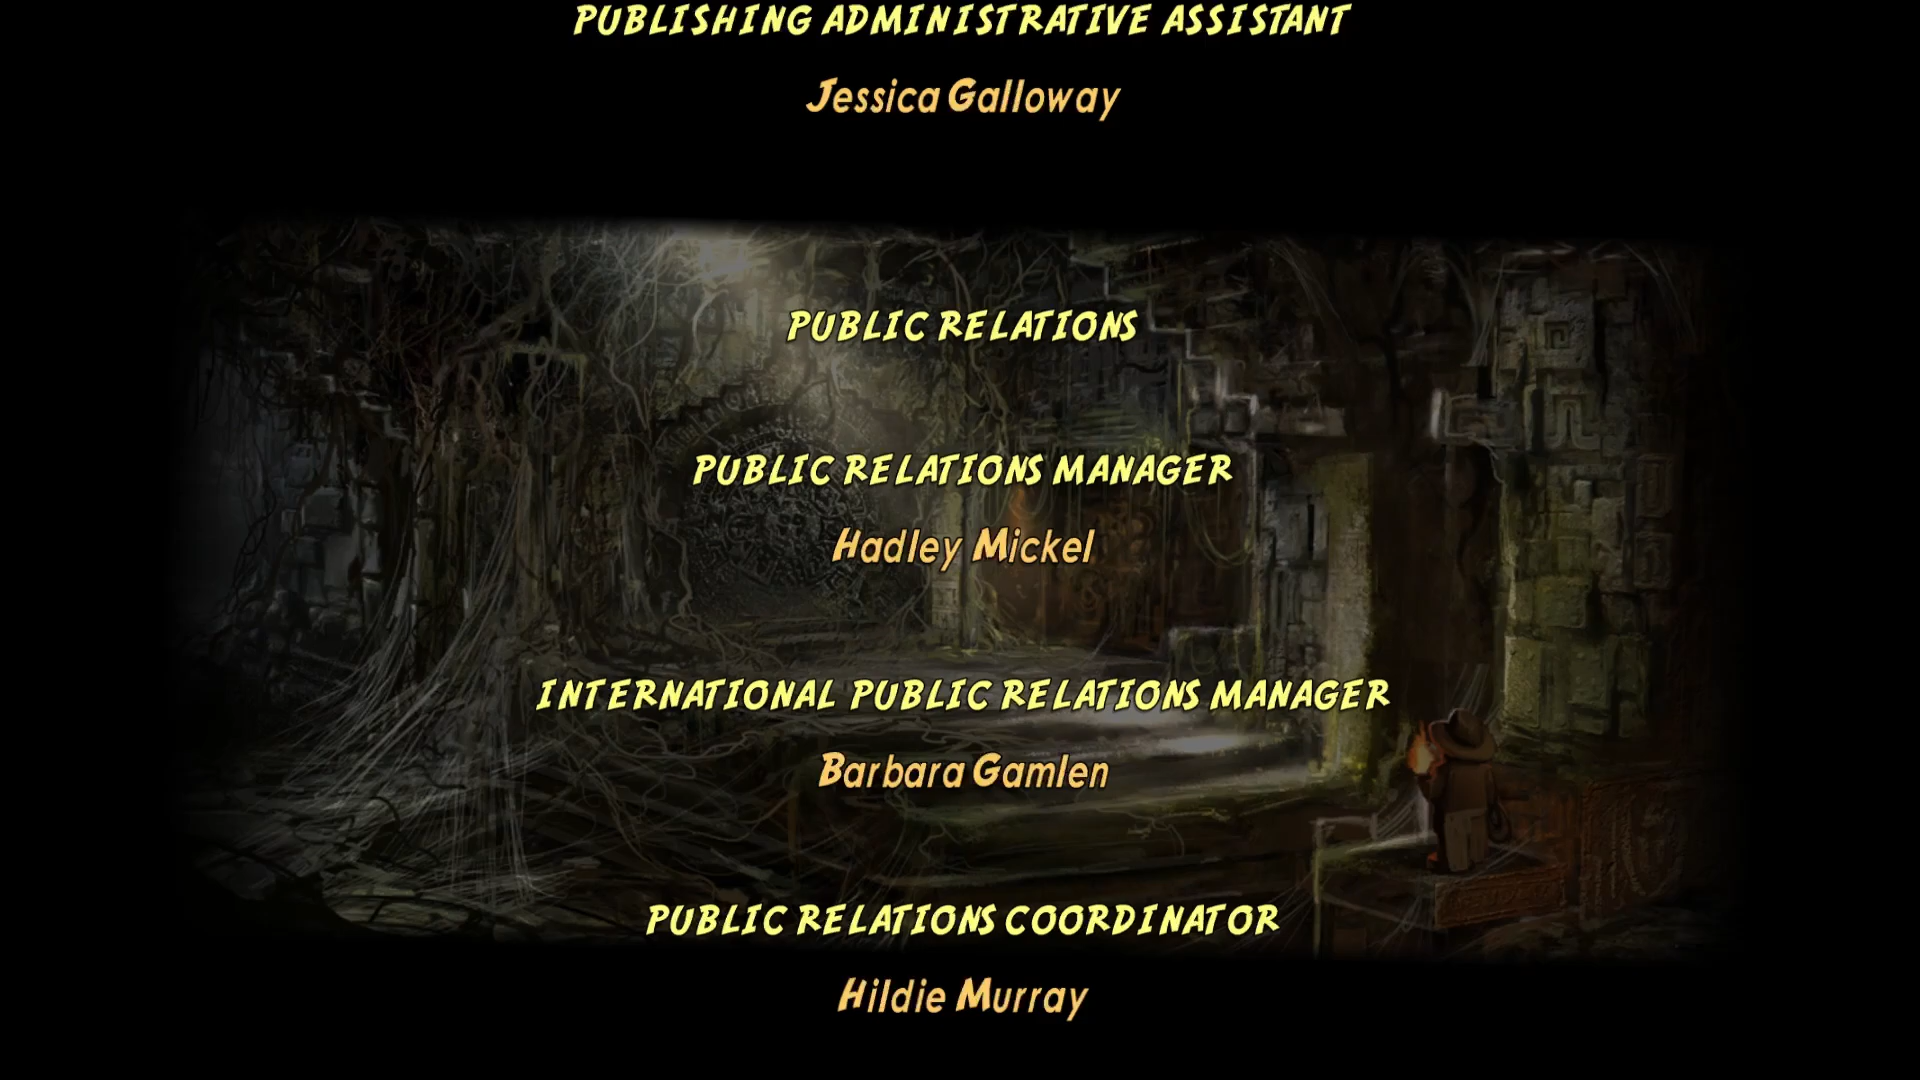 PUBLISHING ADMINISTRATIVE ASSISTANT
Jessica Galloway
PUBLIC RELATIONS
PUBLIC RELATIONS MANAGER
Hadley Mickel
INTERNATIONAL PUBLIC RELATIONS MANAGER
Barbara Gamlen
PUBLIC RELATIONS COORDINATOR
Hildie Murray